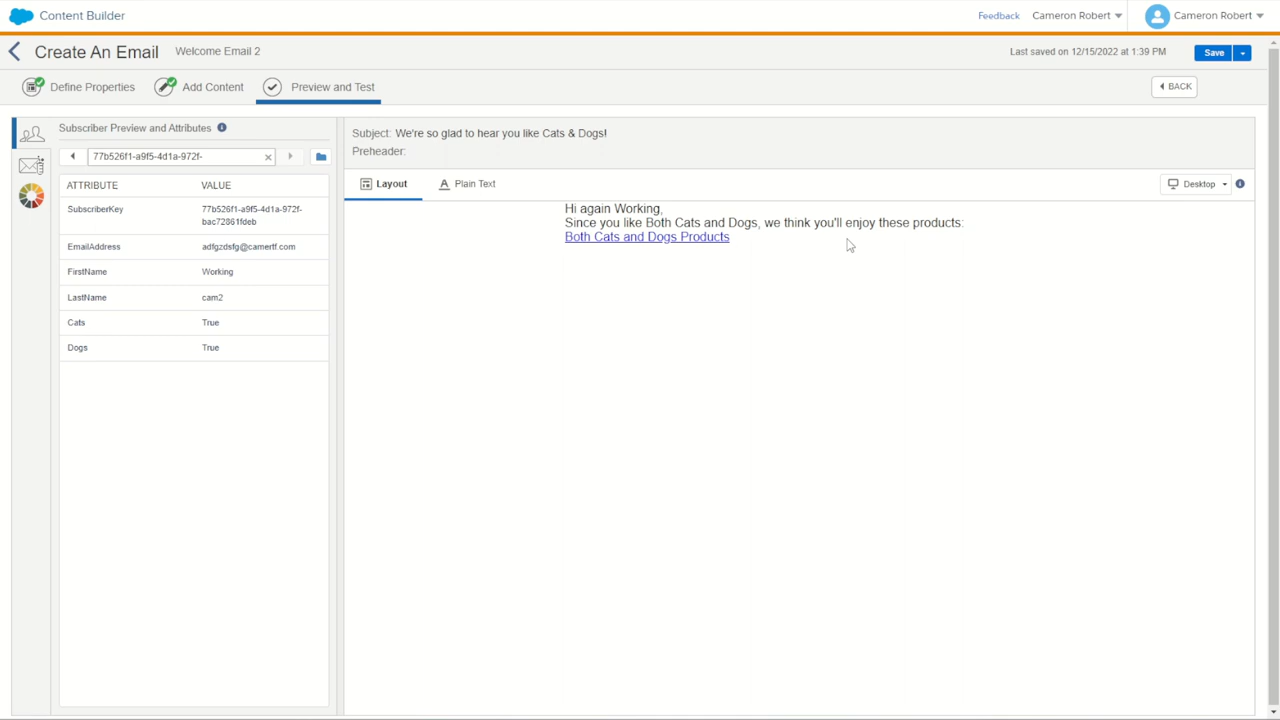 Content Builder
Feedback Cameron Robert Cameron Robert
Create An Email Welcome Email 2 Last saved on 12/15/2022 at 1:39 PM Save
Define Properties Add Content Preview and Test BACK
Subscriber Preview and Attributes
77b526f1-a9f5-4d1a-972f-
ATTRIBUTE VALUE
SubscriberKey 77b526f1-a9f5-4d1a-972f-
bac72861fdeb
EmailAddress adfgzdsfg@camertf.com
FirstName Working
LastName cam2
Cats True
Dogs True
Subject: We're so glad to hear you like Cats & Dogs!
Preheader:
Layout Plain Text Desktop
Hi again Working,
Since you like Both Cats and Dogs, we think you'll enjoy these products:
Both Cats and Dogs Products